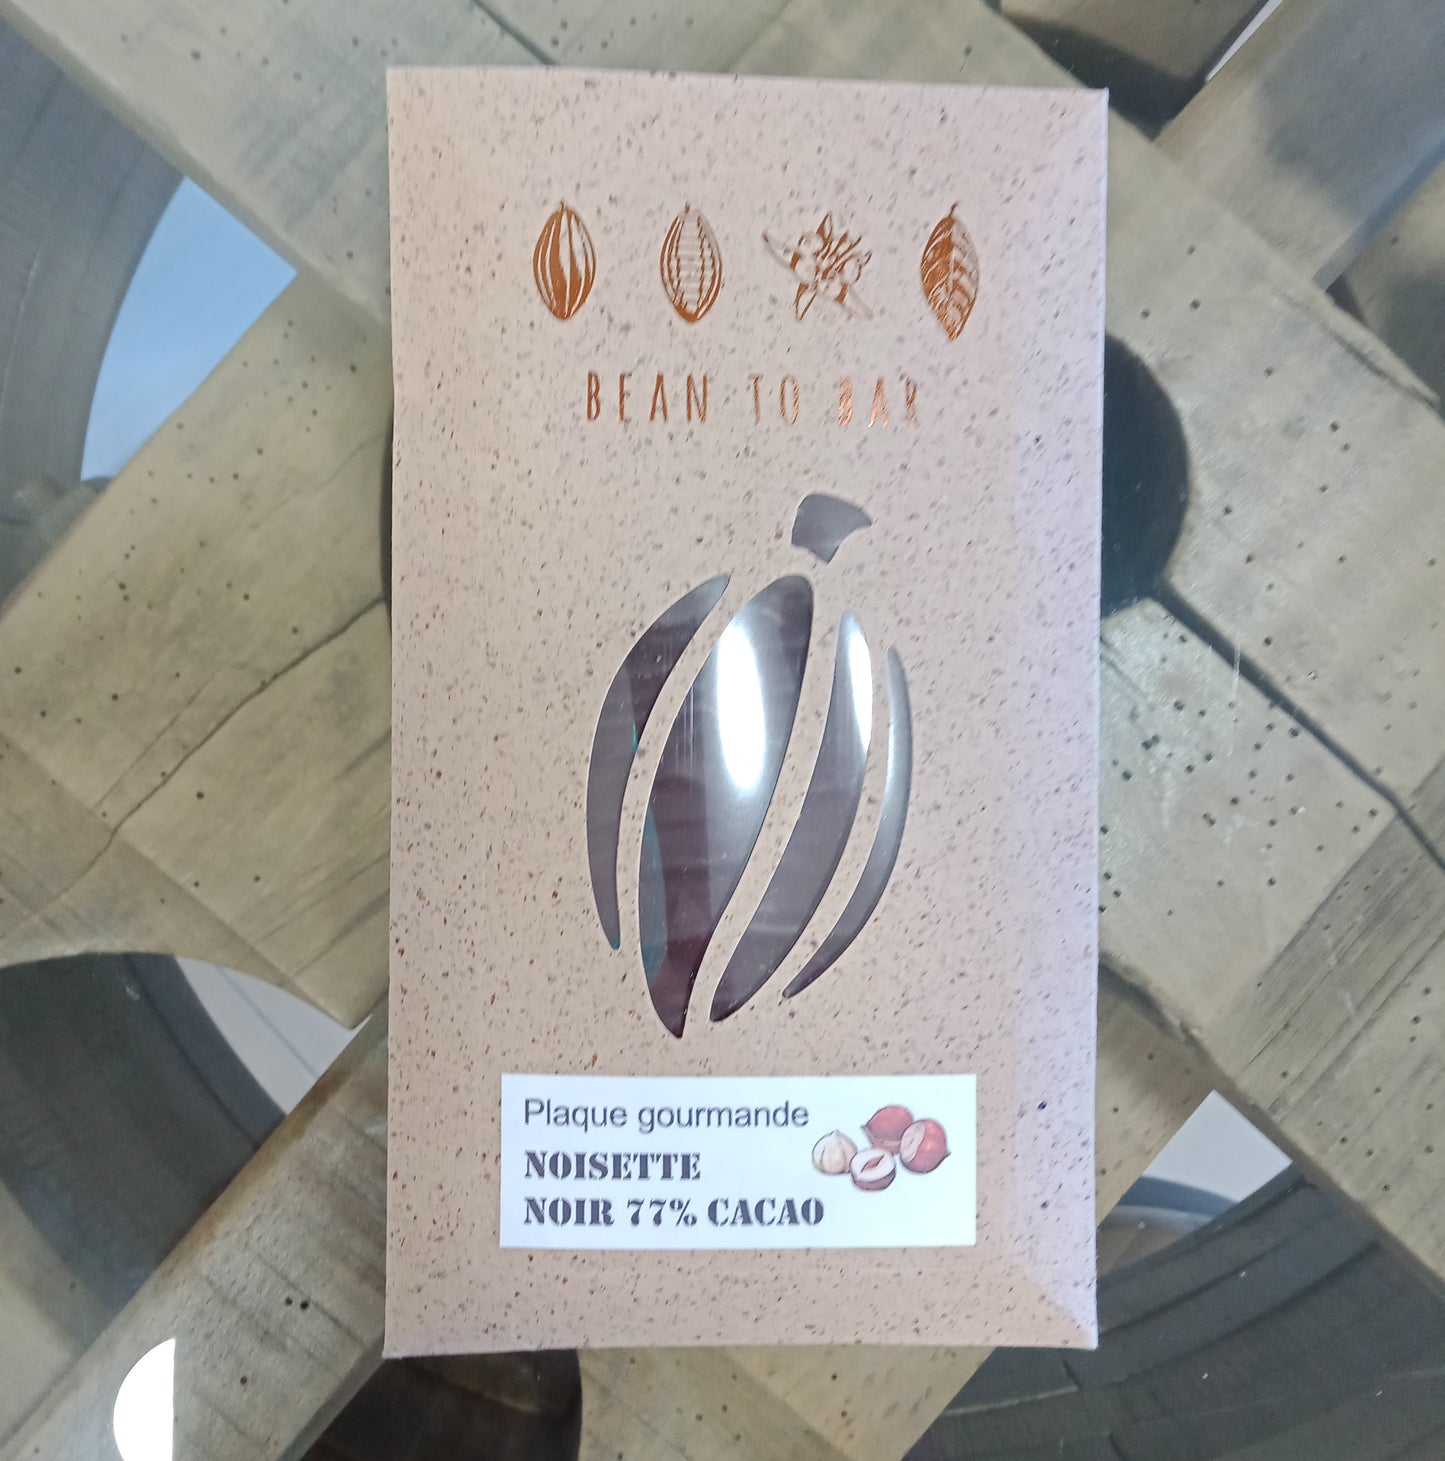 BEAN TO BAR
Plaque gourmande
NOISETTE
NOIR 77% CACAO